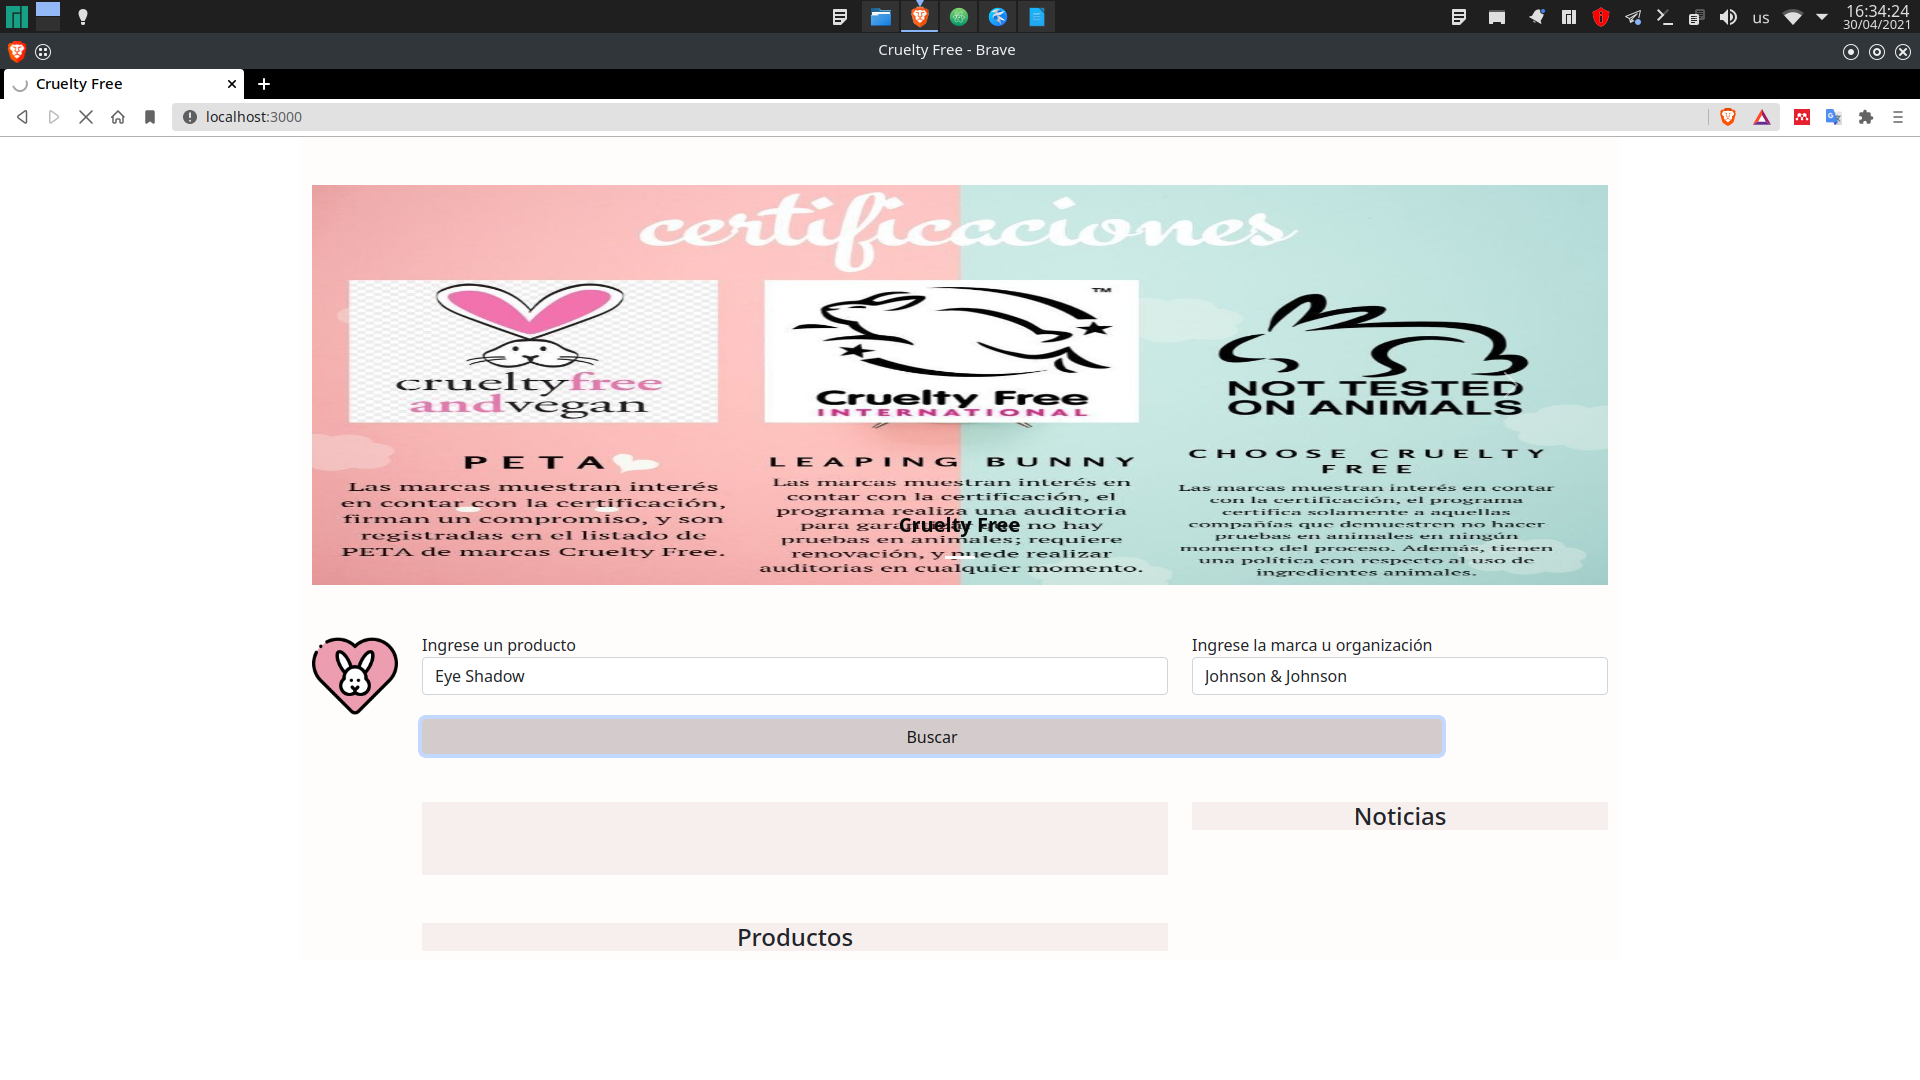 us
16:34:24
30/04/2021
Cruelty Free - Brave
Cruelty Free
localhost:3000
certificaciones
crueltyfree
andvegan
TM
Cruelty Free
INTERNATIONAL
NOT TESTED
ON ANIMALS
PETA
Las marcas muestran interés
en contar con la certificación,
firman un compromiso, y son
registradas en el listado de
PETA de marcas Cruelty Free.
LEAPING BUNNY
Las marcas muestran interés en
contar con la certificación, el
programa realiza una auditoria
para no hay
pruebas en animales; requiere
renovación, y puede realizar
auditorias en cualquier momento.
CHOOSE CRUELTY
FREE
Las marcas muestran interés en contar
con la certificación, el programa
certifica solamente a aquellas
compañías que demuestren no hacer
pruebas en animales en ningún
momento del proceso. Además, tienen
una política con respecto al uso de
ingredientes animales.
Cruelty Free
Ingrese un producto
Ingrese la marca u organización
Eye Shadow
Johnson & Johnson
Buscar
Noticias
Productos